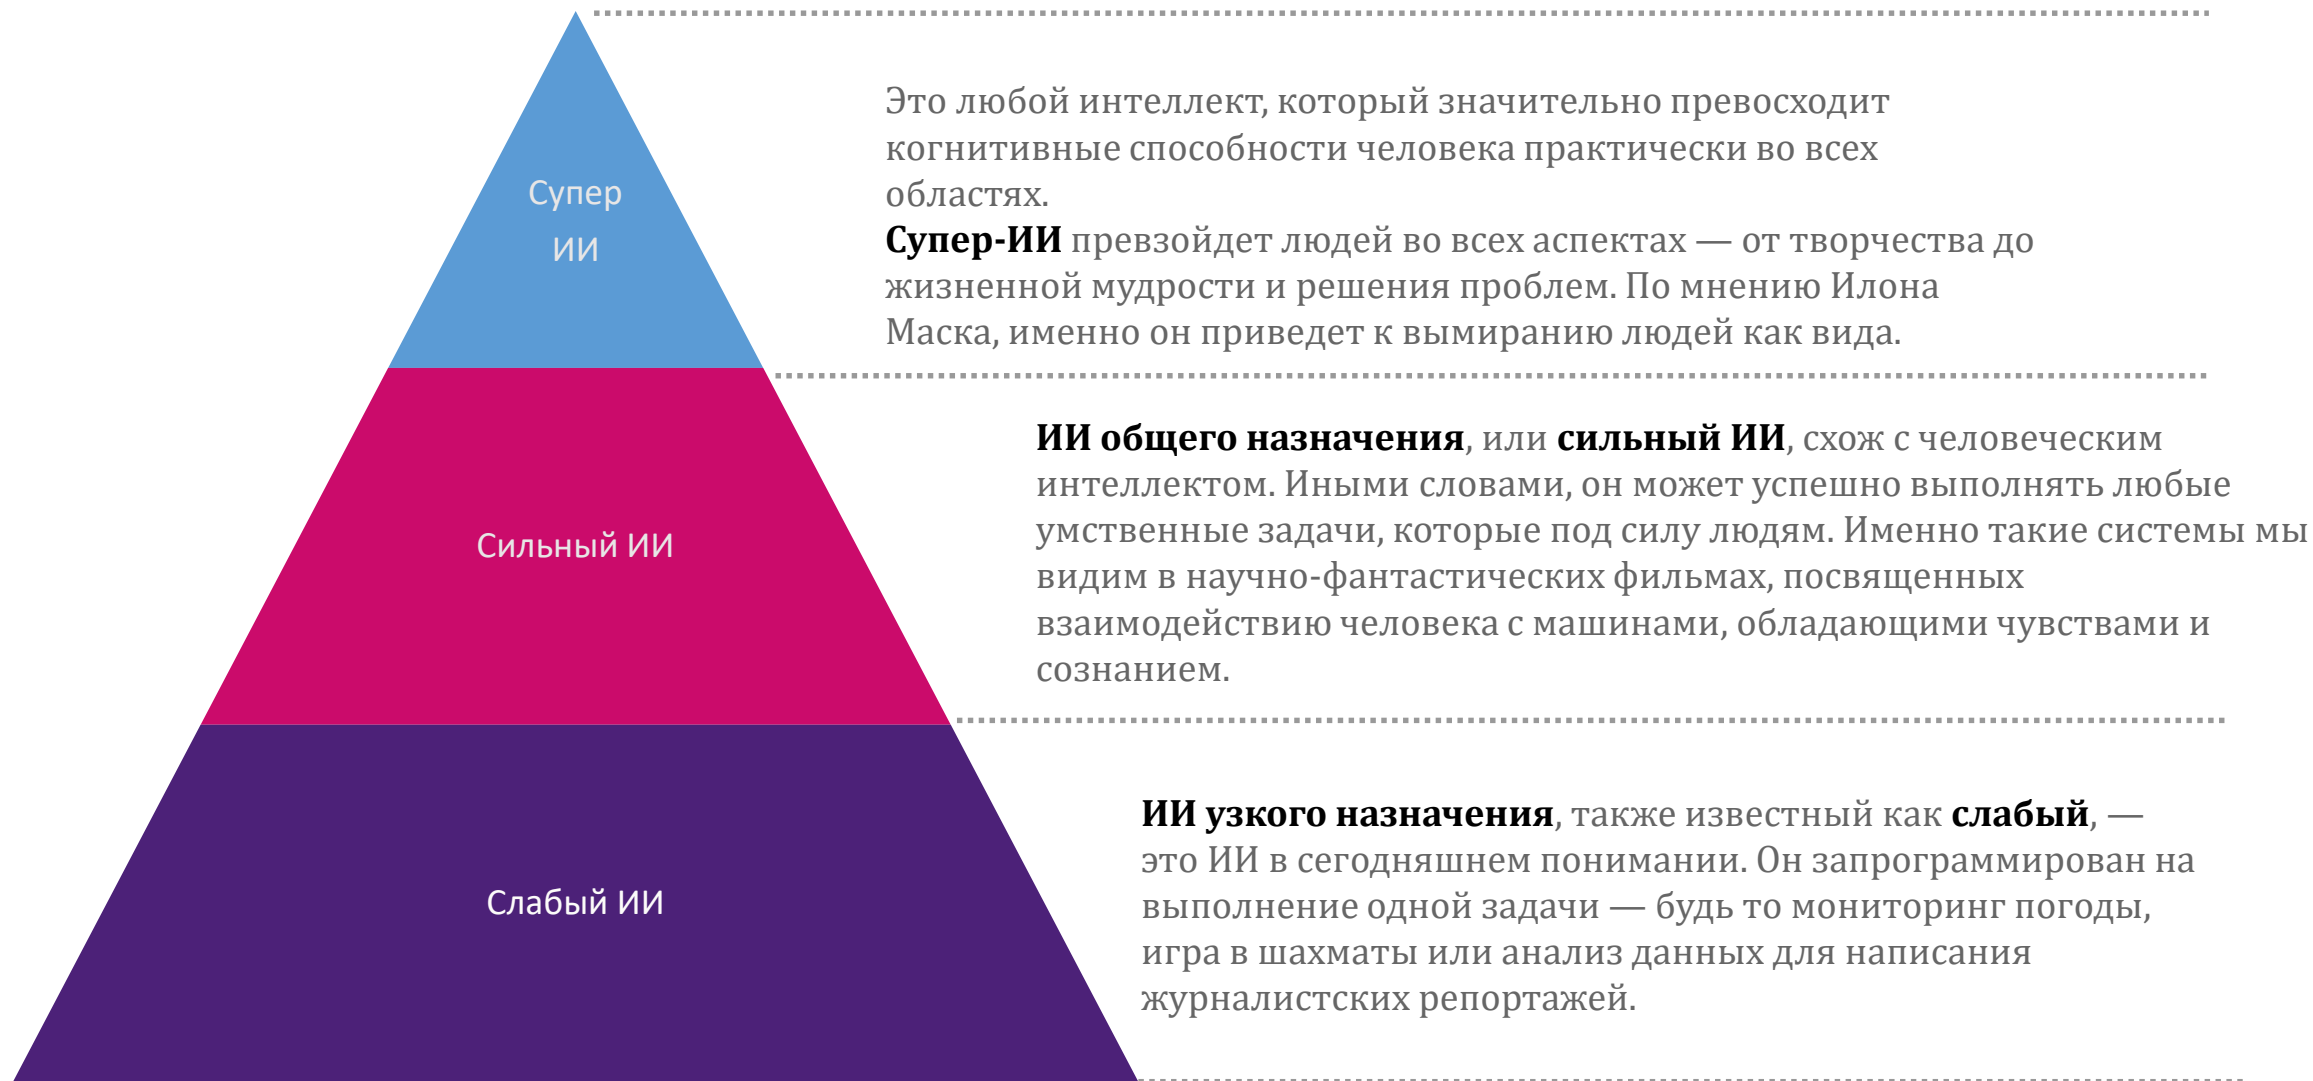 Супер
ИИ
Это любой интеллект, который значительно превосходит
когнитивные способности человека практически во всех
областях.
Супер-ИИ превзойдет людей во всех аспектах — от творчества до
жизненной мудрости и решения проблем. По мнению Илона
Маска, именно он приведет к вымиранию людей как вида.
Сильный ИИ
ИИ общего назначения, или сильный ИИ, схож с человеческим
интеллектом. Иными словами, он может успешно выполнять любые
умственные задачи, которые под силу людям. Именно такие системы мы
видим в научно-фантастических фильмах, посвященных
взаимодействию человека с машинами, обладающими чувствами и
сознанием.
Слабый ИИ
ИИ узкого назначения, также известный как слабый, —
это ИИ в сегодняшнем понимании. Он запрограммирован на
выполнение одной задачи — будь то мониторинг погоды,
игра в шахматы или анализ данных для написания
журналистских репортажей.